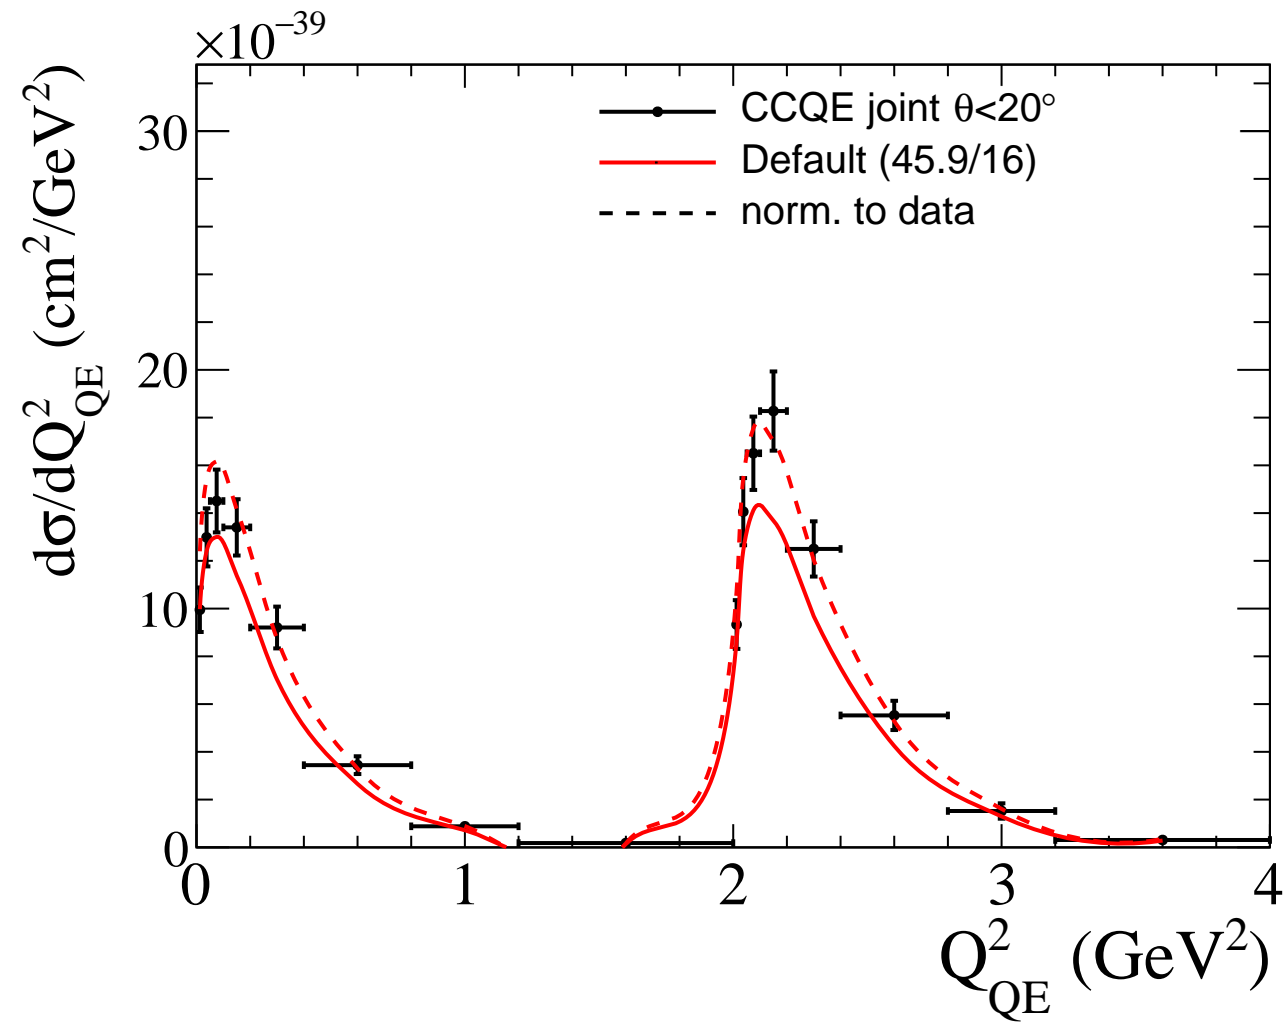 ×10⁻³⁹
dσ/dQ²_QE (cm²/GeV²)
30
20
10
0
CCQE joint θ<20°
Default (45.9/16)
norm. to data
0 1 2 3 4
Q²_QE (GeV²)